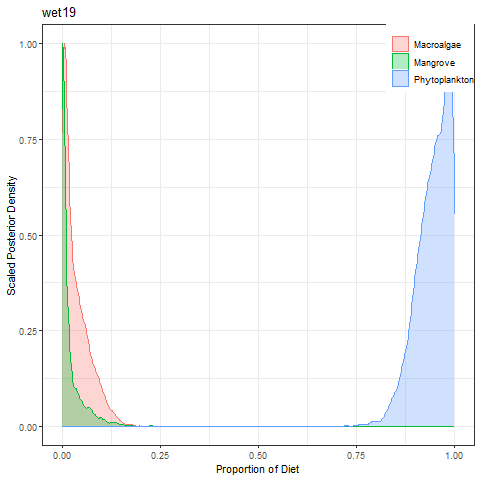 wet19
Macroalgae
Mangrove
Phytoplankton
1.00
0.75
0.50
0.25
0.00
Scaled Posterior Density
0.00 0.25 0.50 0.75 1.00
Proportion of Diet